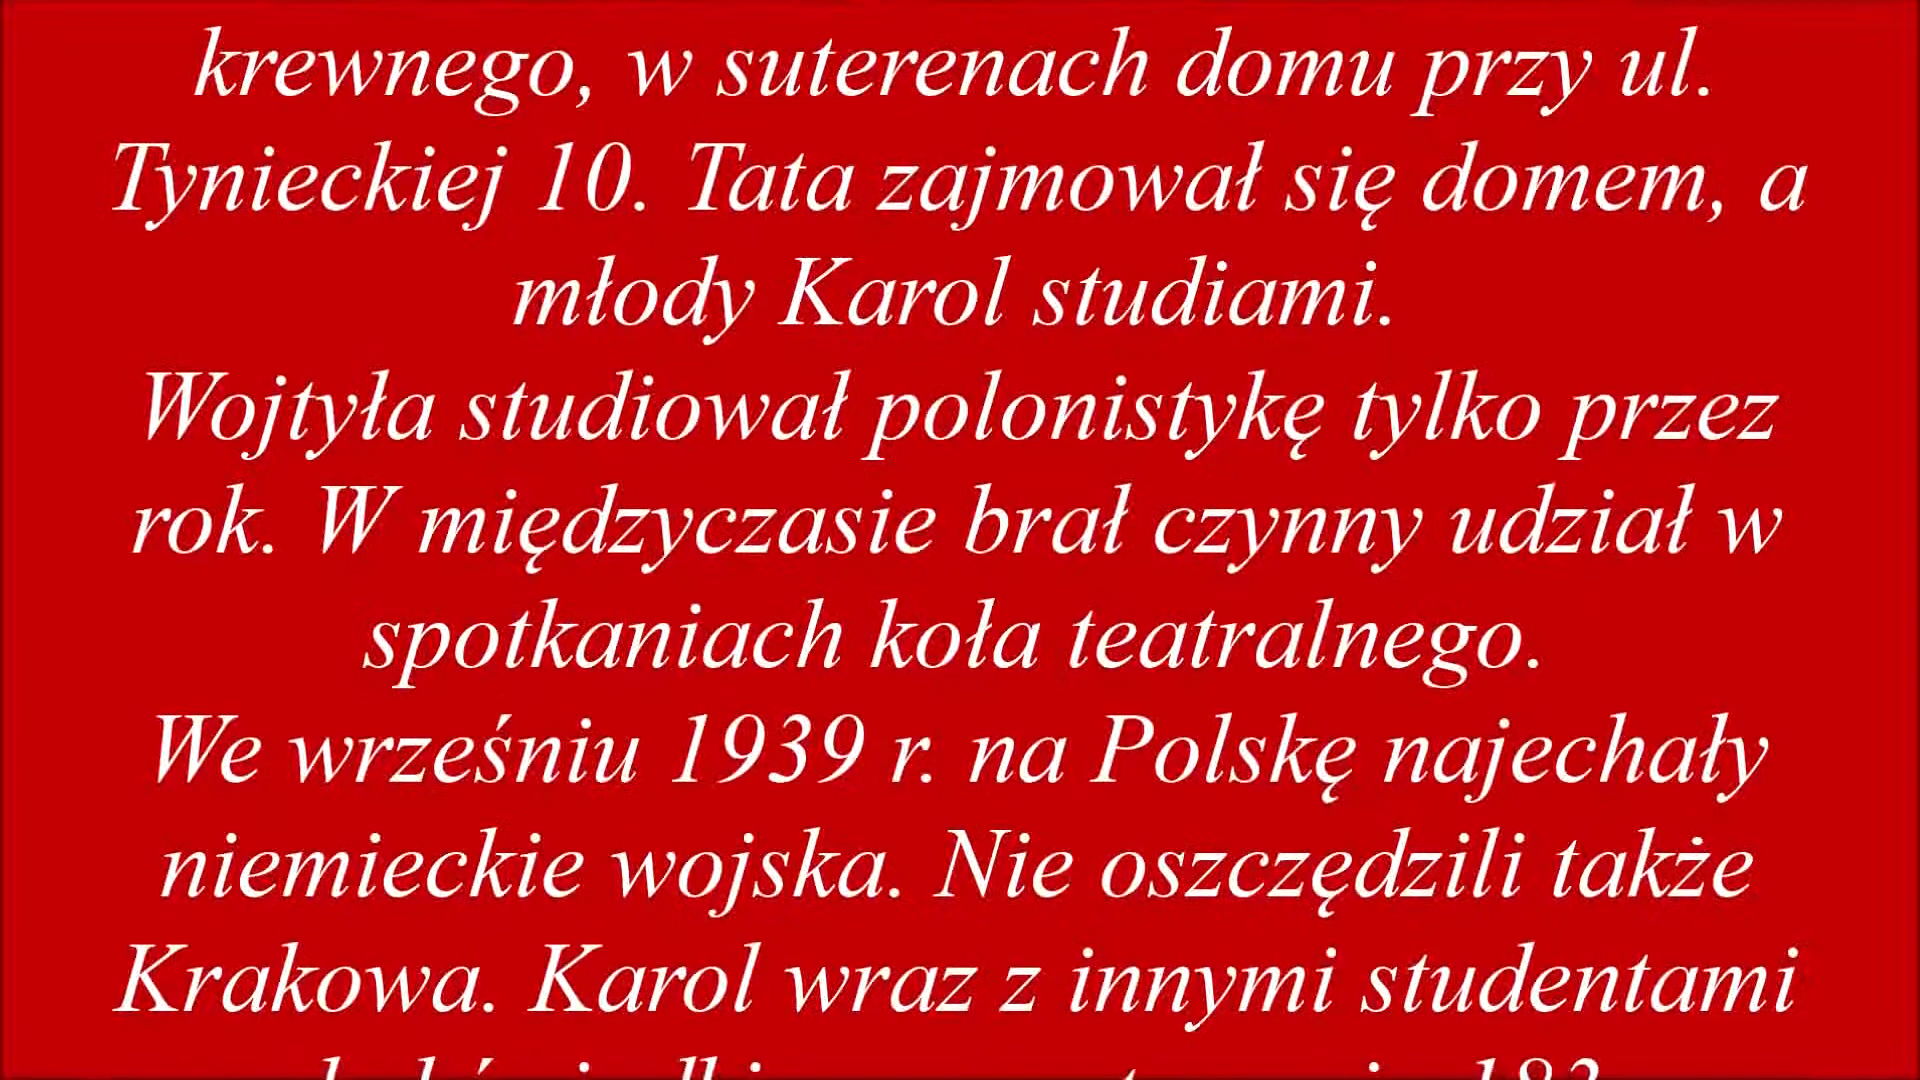 krewnego, w suterenach domu przy ul.
Tynieckiej 10. Tata zajmował się domem, a
młody Karol studiami.
Wojtyła studiował polonistykę tylko przez
rok. W międzyczasie brał czynny udział w
spotkaniach koła teatralnego.
We wrześniu 1939 r. na Polskę najechały
niemieckie wojska. Nie oszczędzili także
Krakowa. Karol wraz z innymi studentami